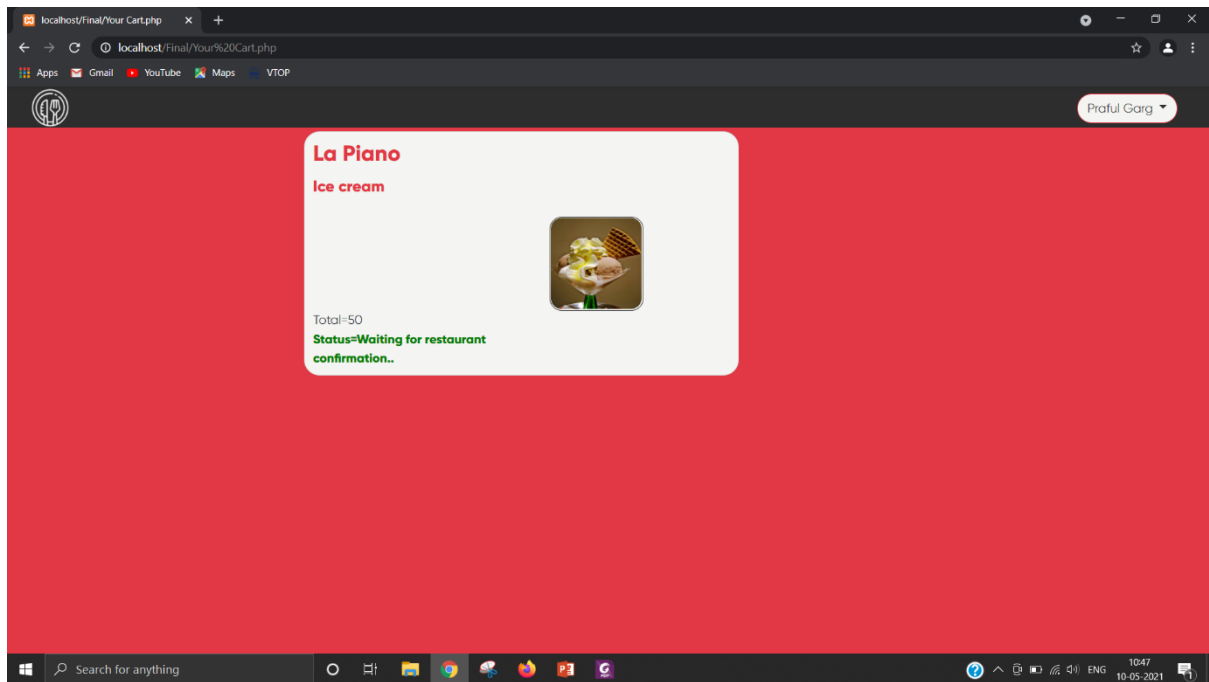 localhost/Final/Your Cart.php
localhost/Final/Your%20Cart.php
Apps Gmail YouTube Maps VTOP
Praful Garg
La Piano
Ice cream
Total=50
Status=Waiting for restaurant
confirmation..
Search for anything
ENG
10:47
10-05-2021